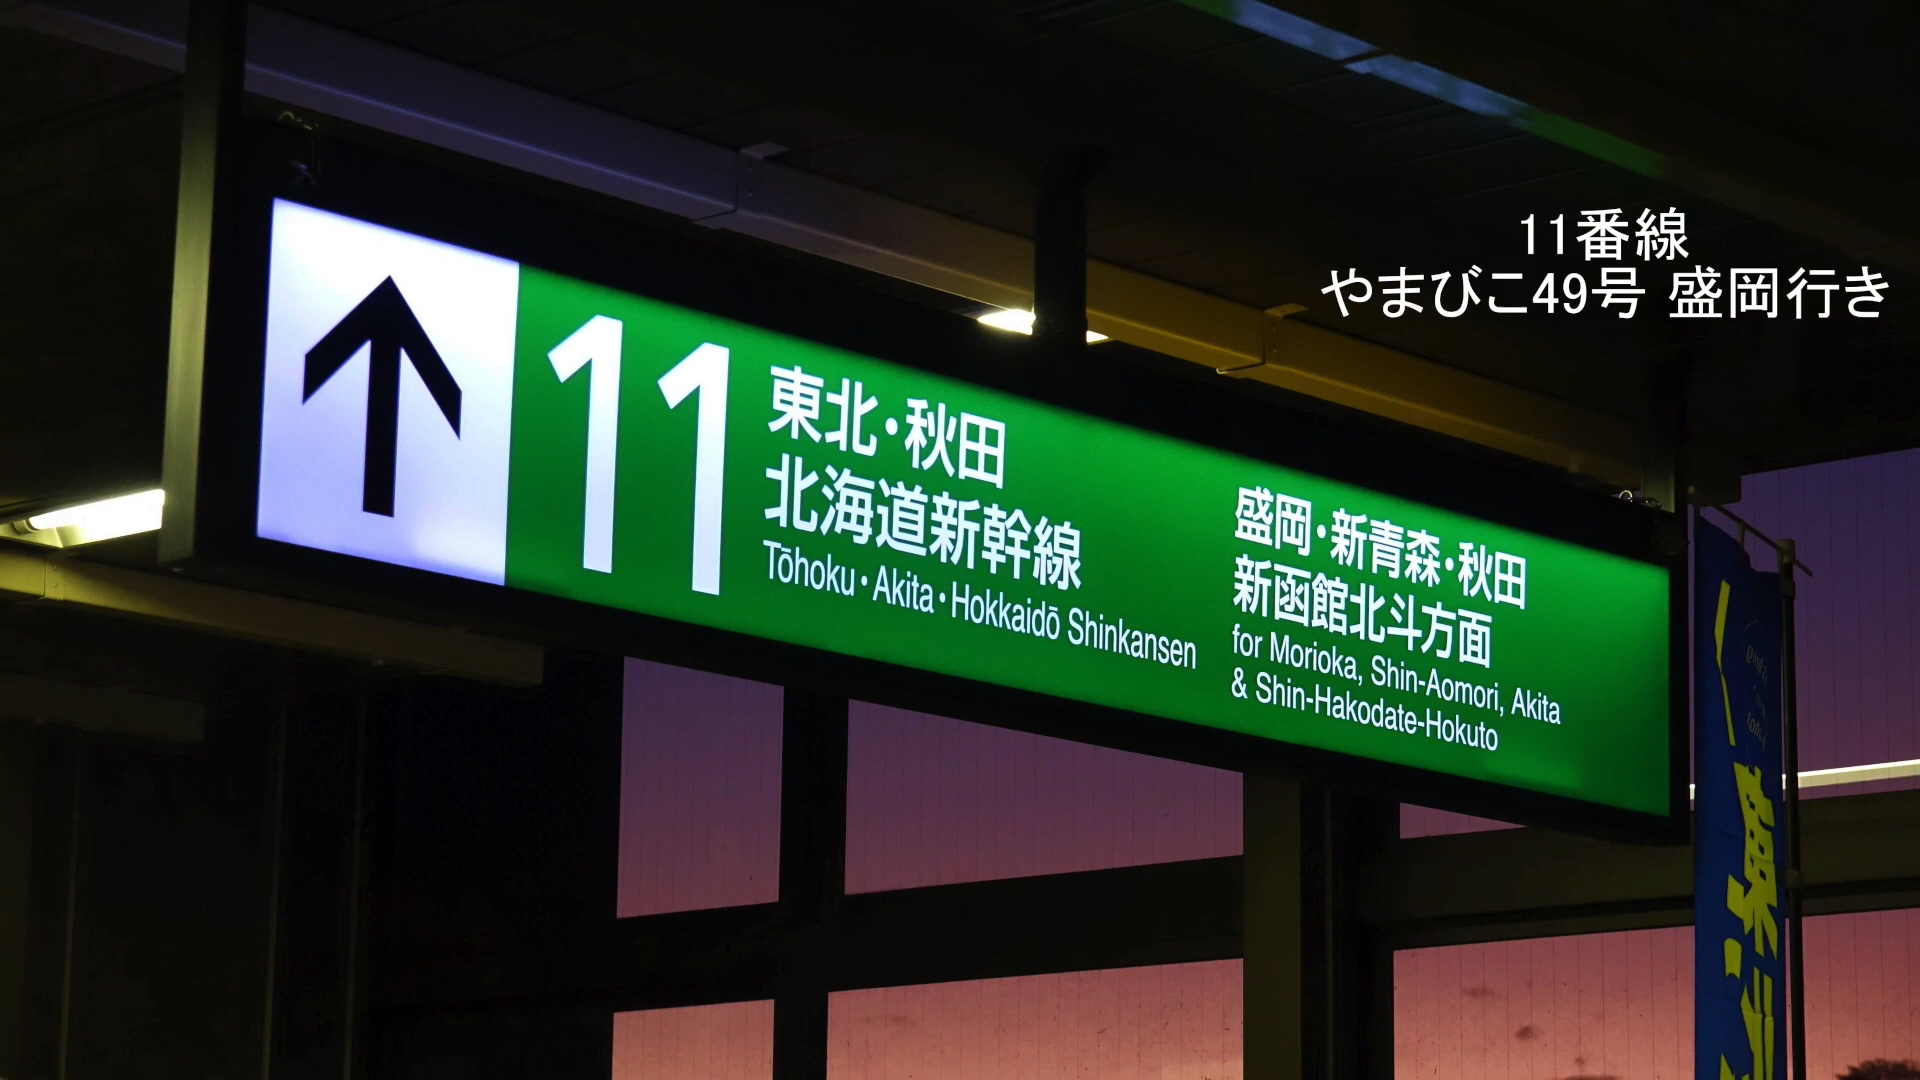 11番線
やまびこ49号 盛岡行き
11
東北・秋田
北海道新幹線
Tōhoku・Akita・Hokkaidō Shinkansen
盛岡・新青森・秋田
新函館北斗方面
for Morioka, Shin-Aomori, Akita
& Shin-Hakodate-Hokuto